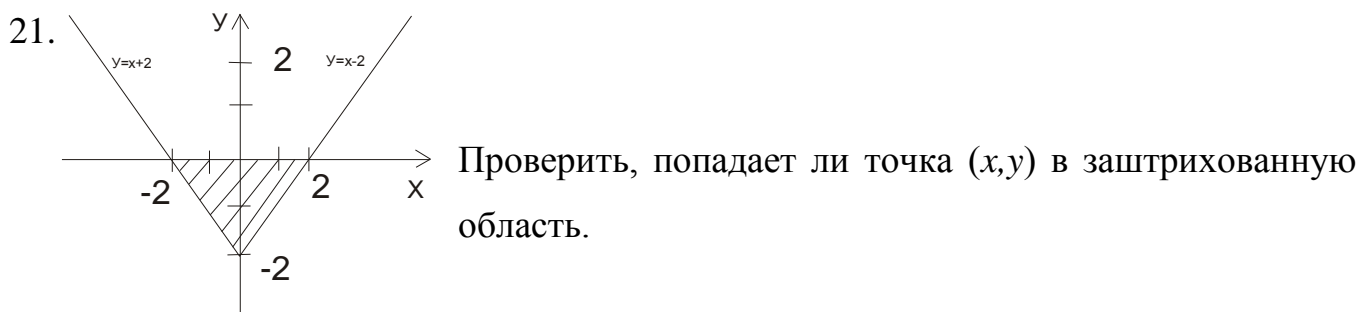 21.
У
У=х+2
2
У=х-2
-2
2
Х
-2
Проверить, попадает ли точка (x,y) в заштрихованную
область.